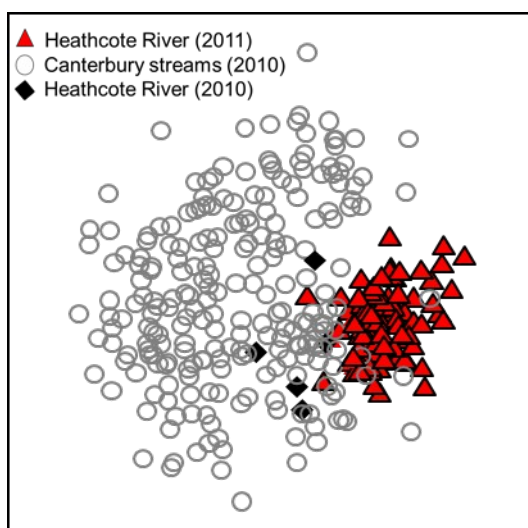 Heathcote River (2011)
Canterbury streams (2010)
Heathcote River (2010)